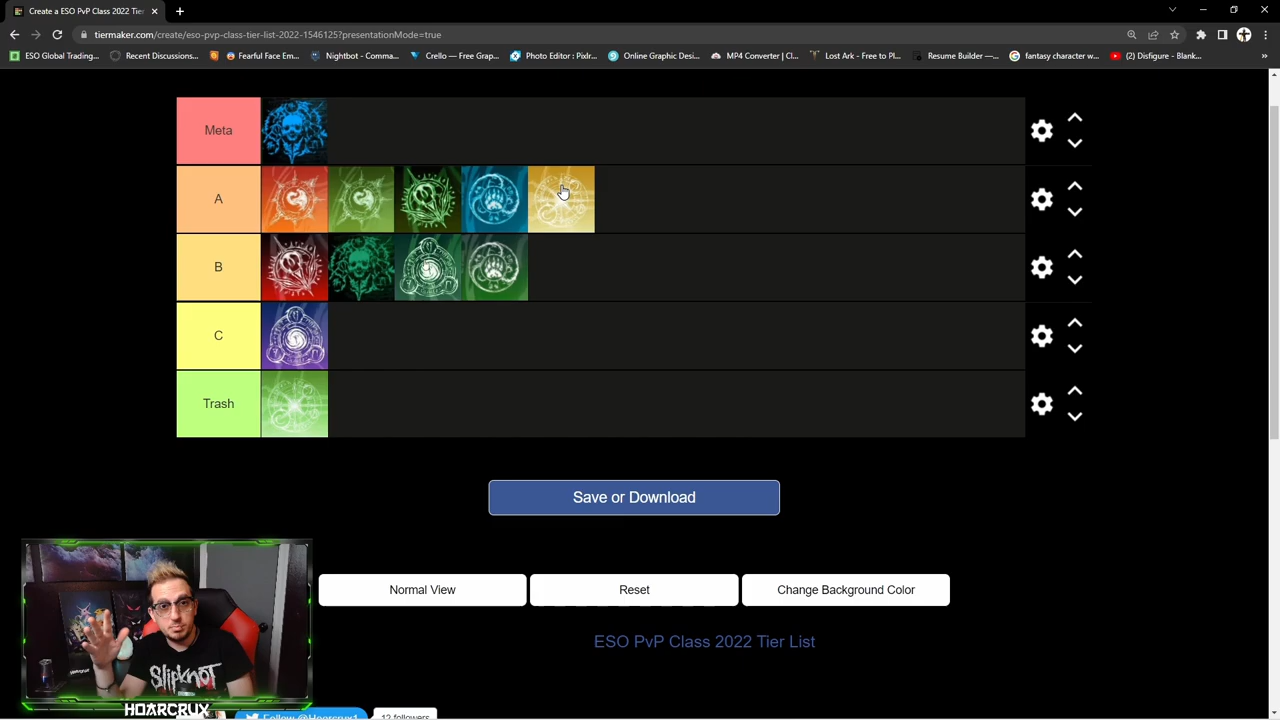 Create a ESO PvP Class 2022 Tier
tiermaker.com/create/eso-pvp-class-tier-list-2022-1546125?presentationMode=true
ESO Global Trading...
Recent Discussions...
Fearful Face Em...
Nightbot - Comma...
Crello — Free Grap...
Photo Editor : Pixlr...
Online Graphic Desi...
MP4 Converter | Cl...
Lost Ark - Free to Pl...
Resume Builder —...
fantasy character w...
(2) Disfigure - Blank...
Meta
A
B
C
Trash
Save or Download
Normal View
Reset
Change Background Color
ESO PvP Class 2022 Tier List
SLIPKNOT
HOARCRUX
Follow @Hoarcrux1
12 followers